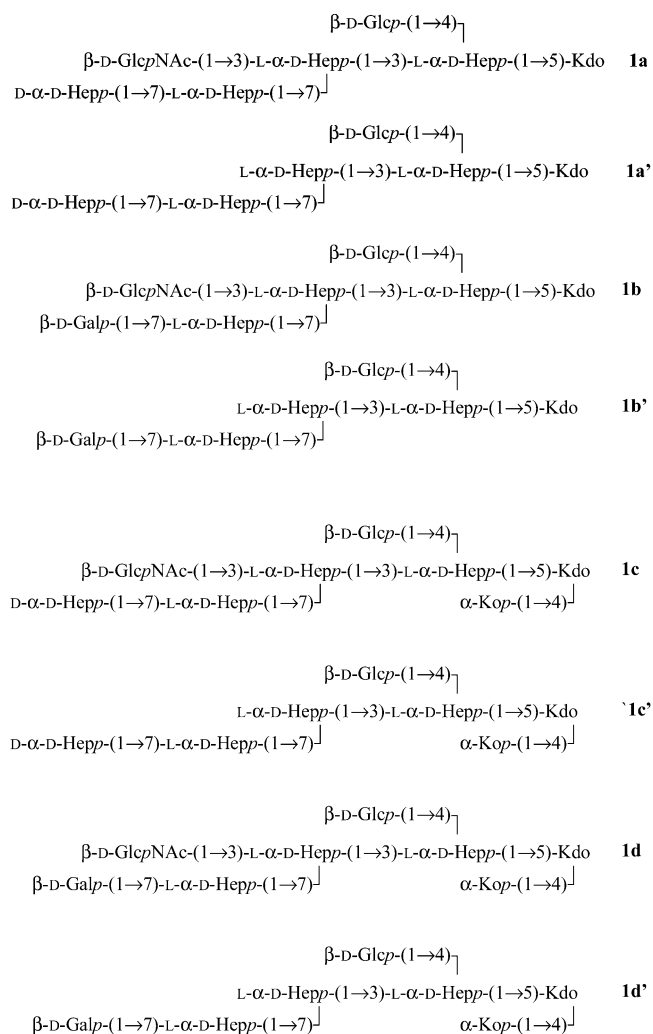 β-D-Glcp-(1→4)
β-D-GlcpNAc-(1→3)-L-α-D-Hepp-(1→3)-L-α-D-Hepp-(1→5)-Kdo 1a
D-α-D-Hepp-(1→7)-L-α-D-Hepp-(1→7)
β-D-Glcp-(1→4)
L-α-D-Hepp-(1→3)-L-α-D-Hepp-(1→5)-Kdo 1a’
D-α-D-Hepp-(1→7)-L-α-D-Hepp-(1→7)
β-D-Glcp-(1→4)
β-D-GlcpNAc-(1→3)-L-α-D-Hepp-(1→3)-L-α-D-Hepp-(1→5)-Kdo 1b
β-D-Galp-(1→7)-L-α-D-Hepp-(1→7)
β-D-Glcp-(1→4)
L-α-D-Hepp-(1→3)-L-α-D-Hepp-(1→5)-Kdo 1b’
β-D-Galp-(1→7)-L-α-D-Hepp-(1→7)
β-D-Glcp-(1→4)
β-D-GlcpNAc-(1→3)-L-α-D-Hepp-(1→3)-L-α-D-Hepp-(1→5)-Kdo 1c
D-α-D-Hepp-(1→7)-L-α-D-Hepp-(1→7) α-Kop-(1→4)
β-D-Glcp-(1→4)
L-α-D-Hepp-(1→3)-L-α-D-Hepp-(1→5)-Kdo `1c’
D-α-D-Hepp-(1→7)-L-α-D-Hepp-(1→7) α-Kop-(1→4)
β-D-Glcp-(1→4)
β-D-GlcpNAc-(1→3)-L-α-D-Hepp-(1→3)-L-α-D-Hepp-(1→5)-Kdo 1d
β-D-Galp-(1→7)-L-α-D-Hepp-(1→7) α-Kop-(1→4)
β-D-Glcp-(1→4)
L-α-D-Hepp-(1→3)-L-α-D-Hepp-(1→5)-Kdo 1d’
β-D-Galp-(1→7)-L-α-D-Hepp-(1→7) α-Kop-(1→4)